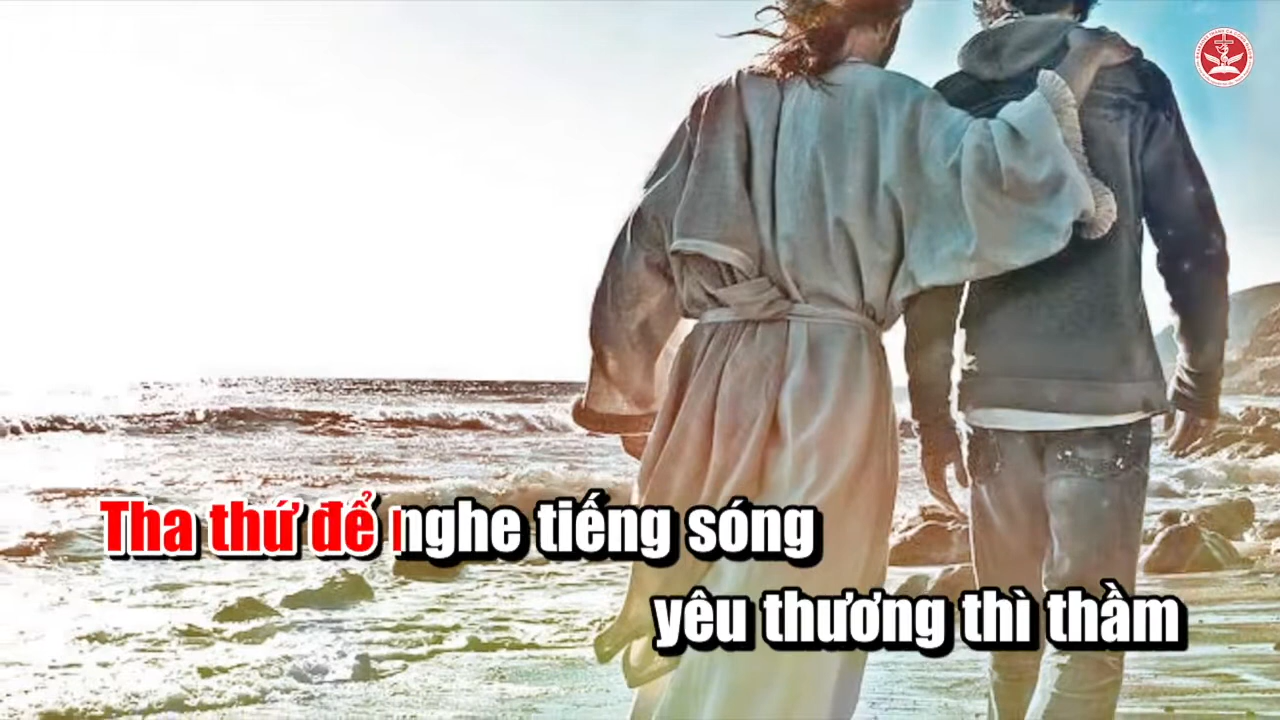 Tha thứ để nghe tiếng sóng
yêu thương thì thầm